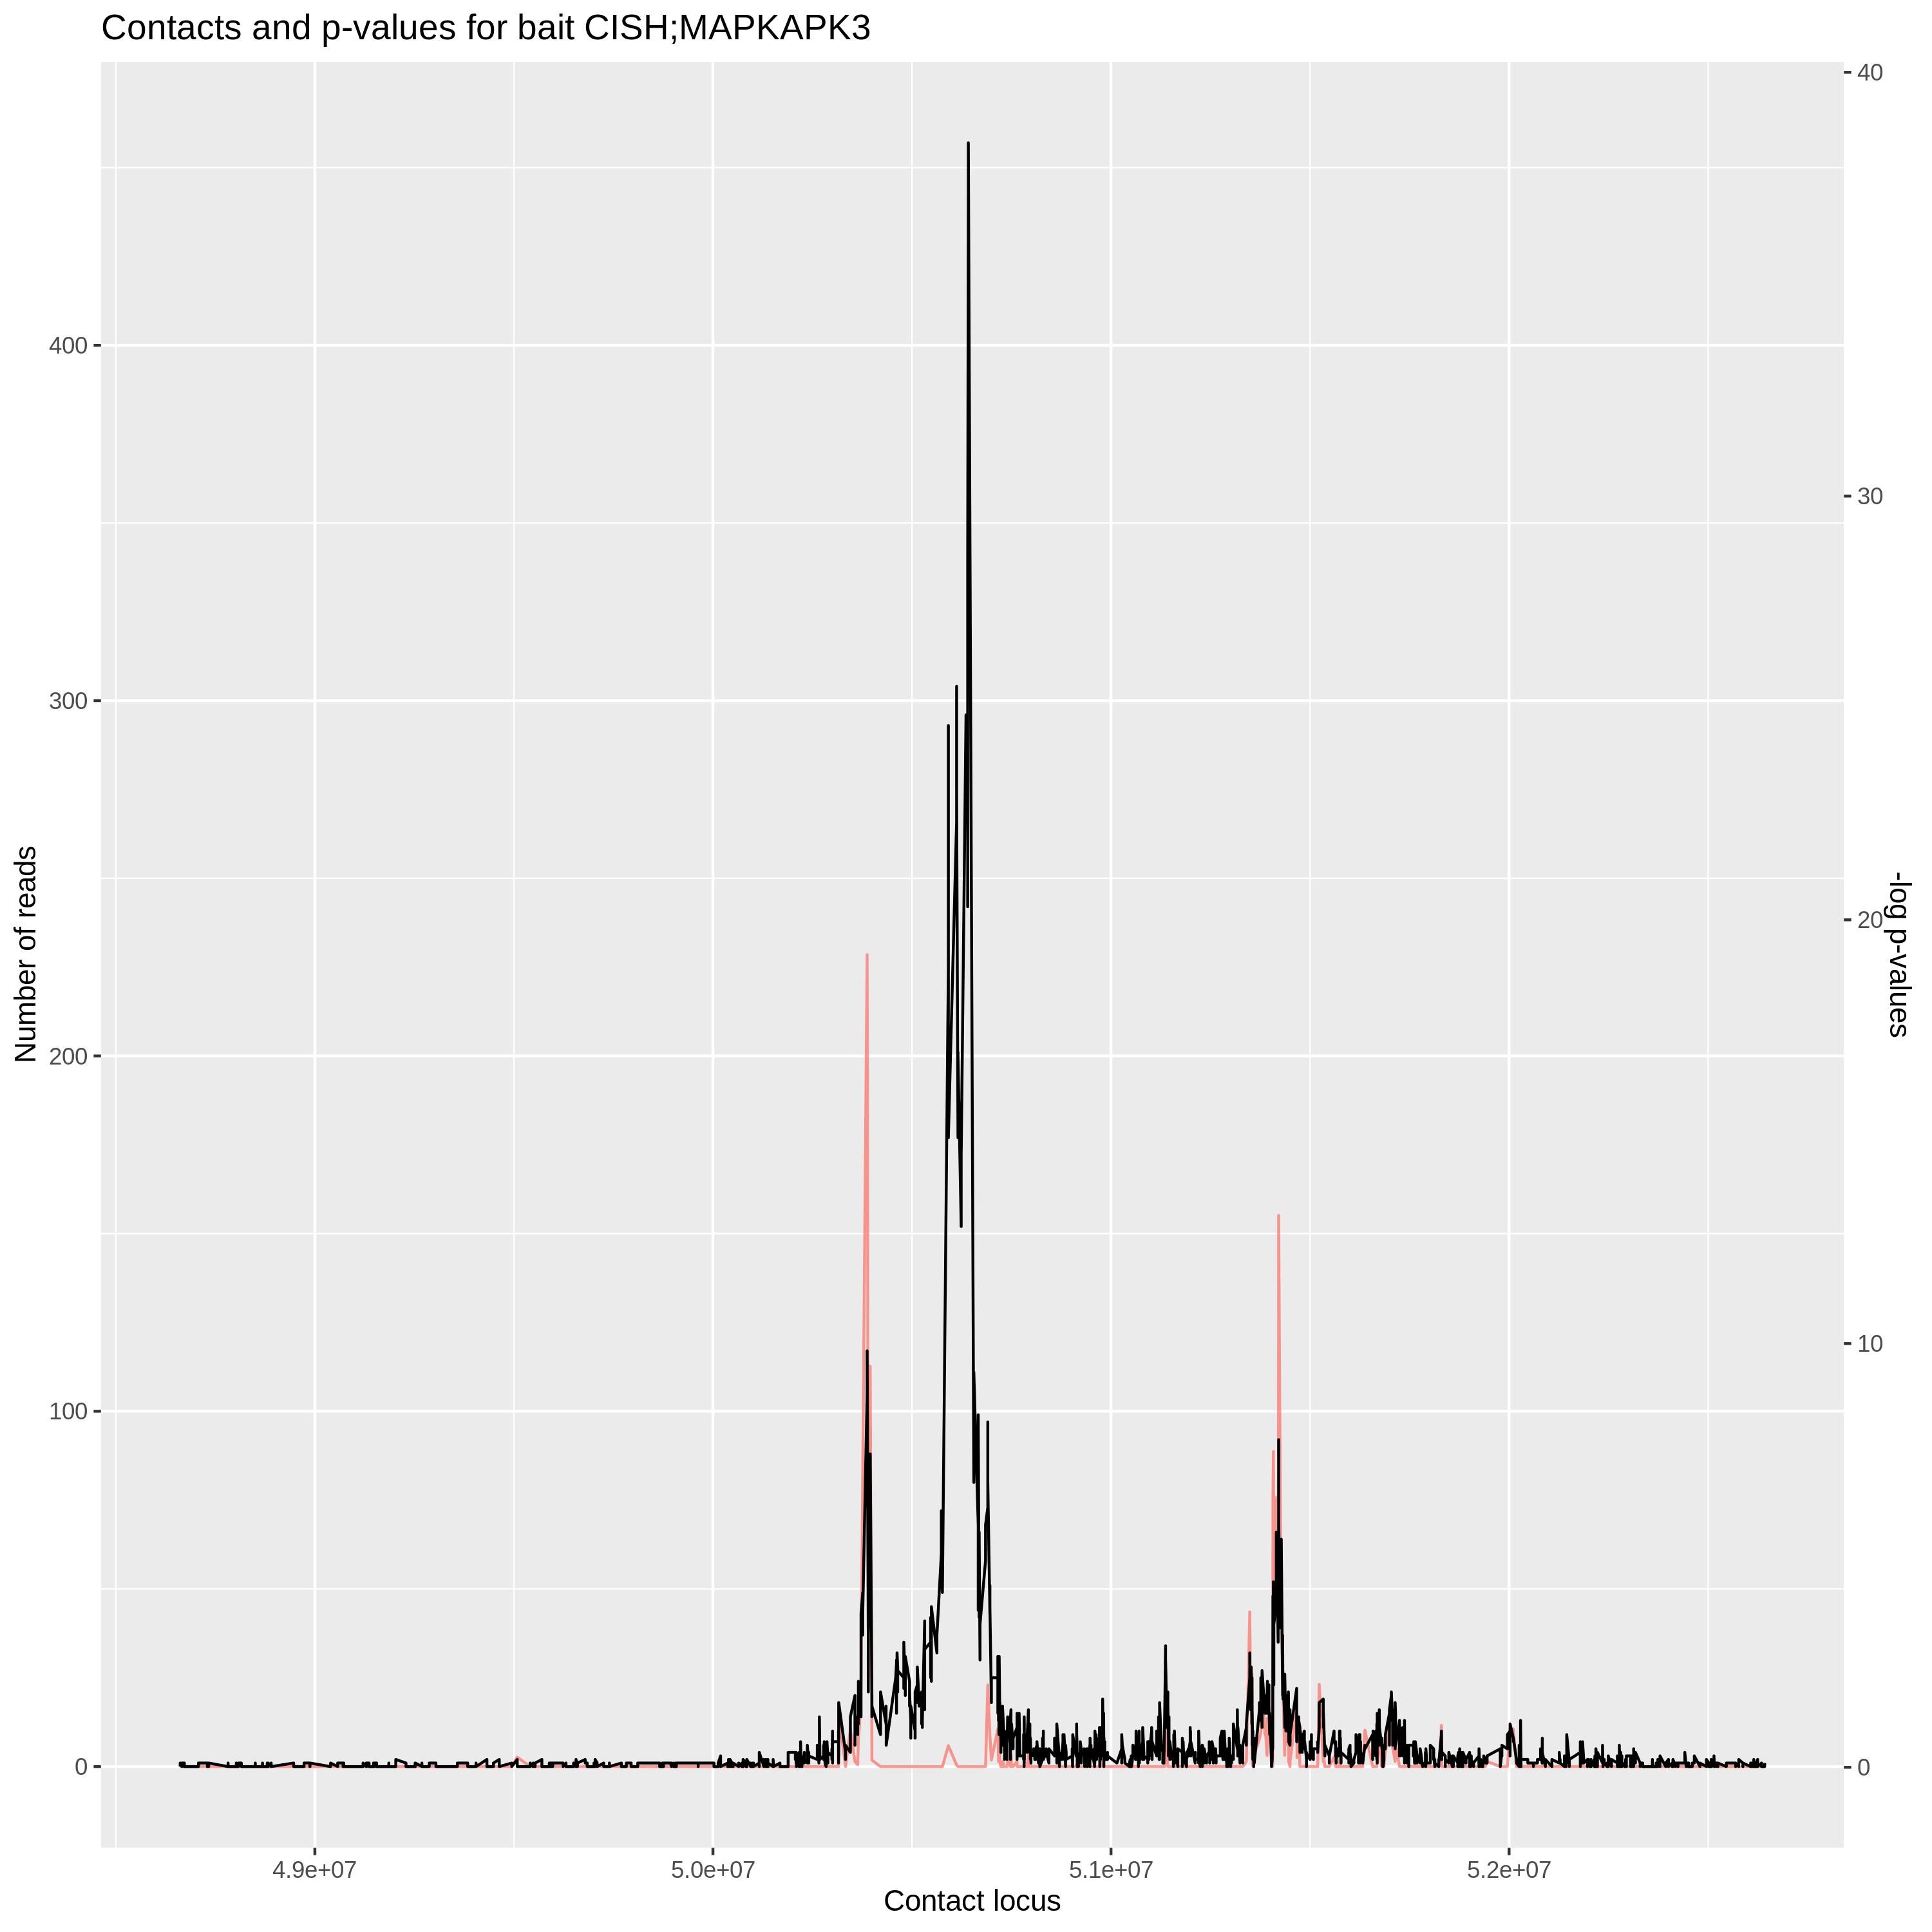 Contacts and p-values for bait CISH;MAPKAPK3
Number of reads
400
300
200
100
0
40
30
20
10
0
-log p-values
4.9e+07 5.0e+07 5.1e+07 5.2e+07
Contact locus